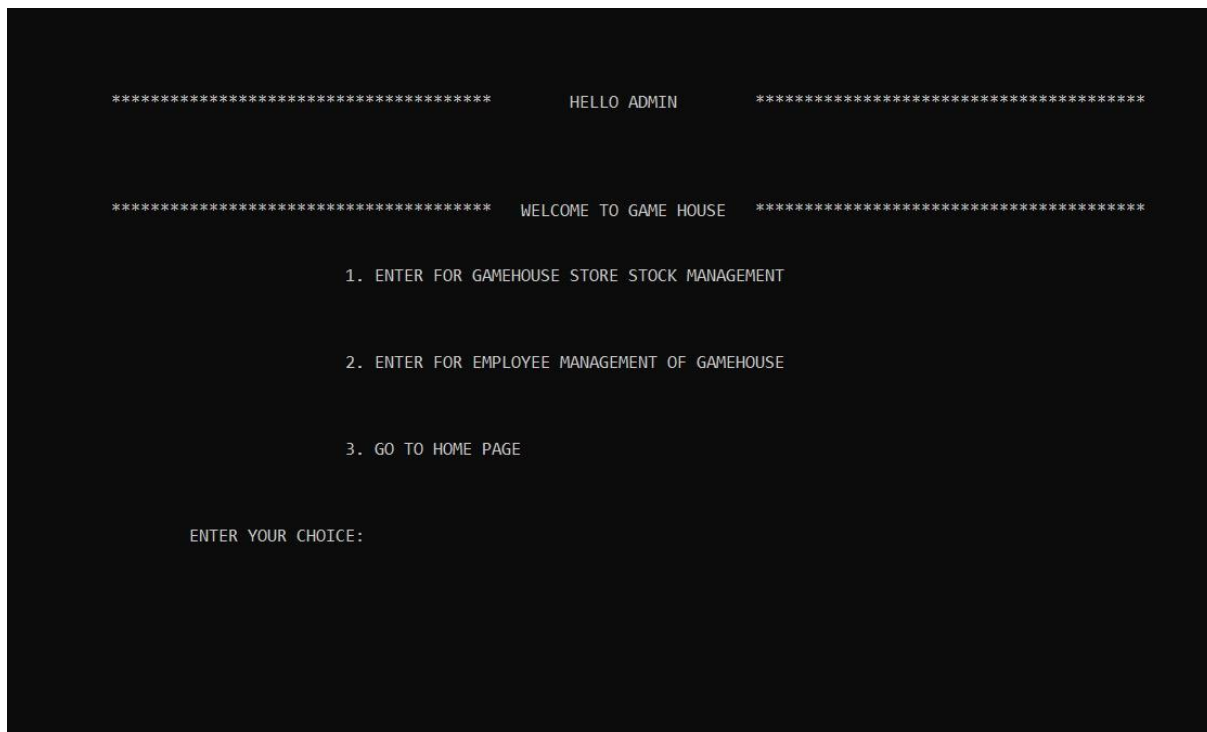 *************************************** HELLO ADMIN ****************************************
*************************************** WELCOME TO GAME HOUSE ****************************************
1. ENTER FOR GAMEHOUSE STORE STOCK MANAGEMENT
2. ENTER FOR EMPLOYEE MANAGEMENT OF GAMEHOUSE
3. GO TO HOME PAGE
ENTER YOUR CHOICE: